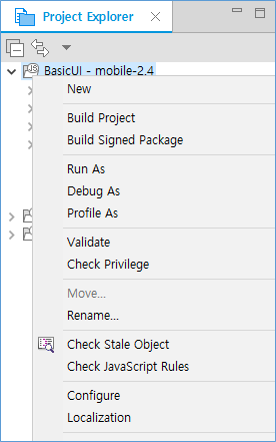 Project Explorer
BasicUI - mobile-2.4
New
Build Project
Build Signed Package
Run As
Debug As
Profile As
Validate
Check Privilege
Move...
Rename...
Check Stale Object
Check JavaScript Rules
Configure
Localization